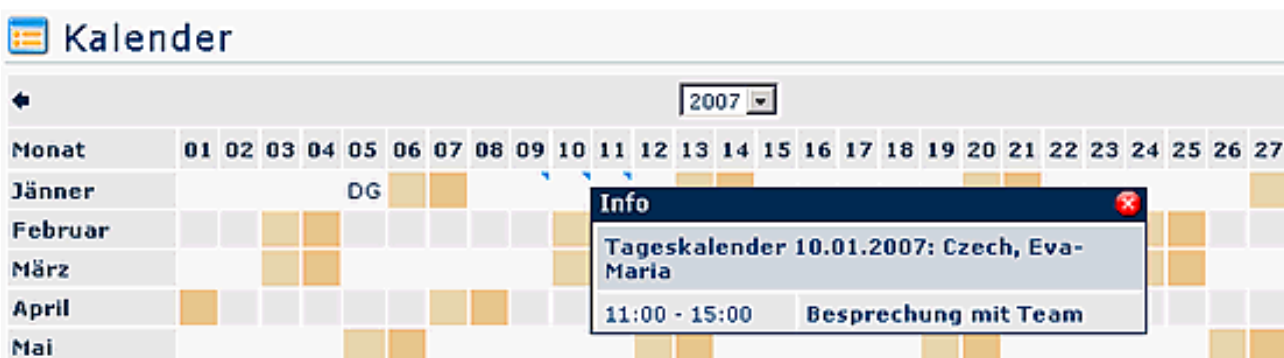 Kalender
2007
Monat 01 02 03 04 05 06 07 08 09 10 11 12 13 14 15 16 17 18 19 20 21 22 23 24 25 26 27
Jänner DG
Info
Februar
Tageskalender 10.01.2007: Czech, Eva-
Maria
März
April
11:00 - 15:00 Besprechung mit Team
Mai